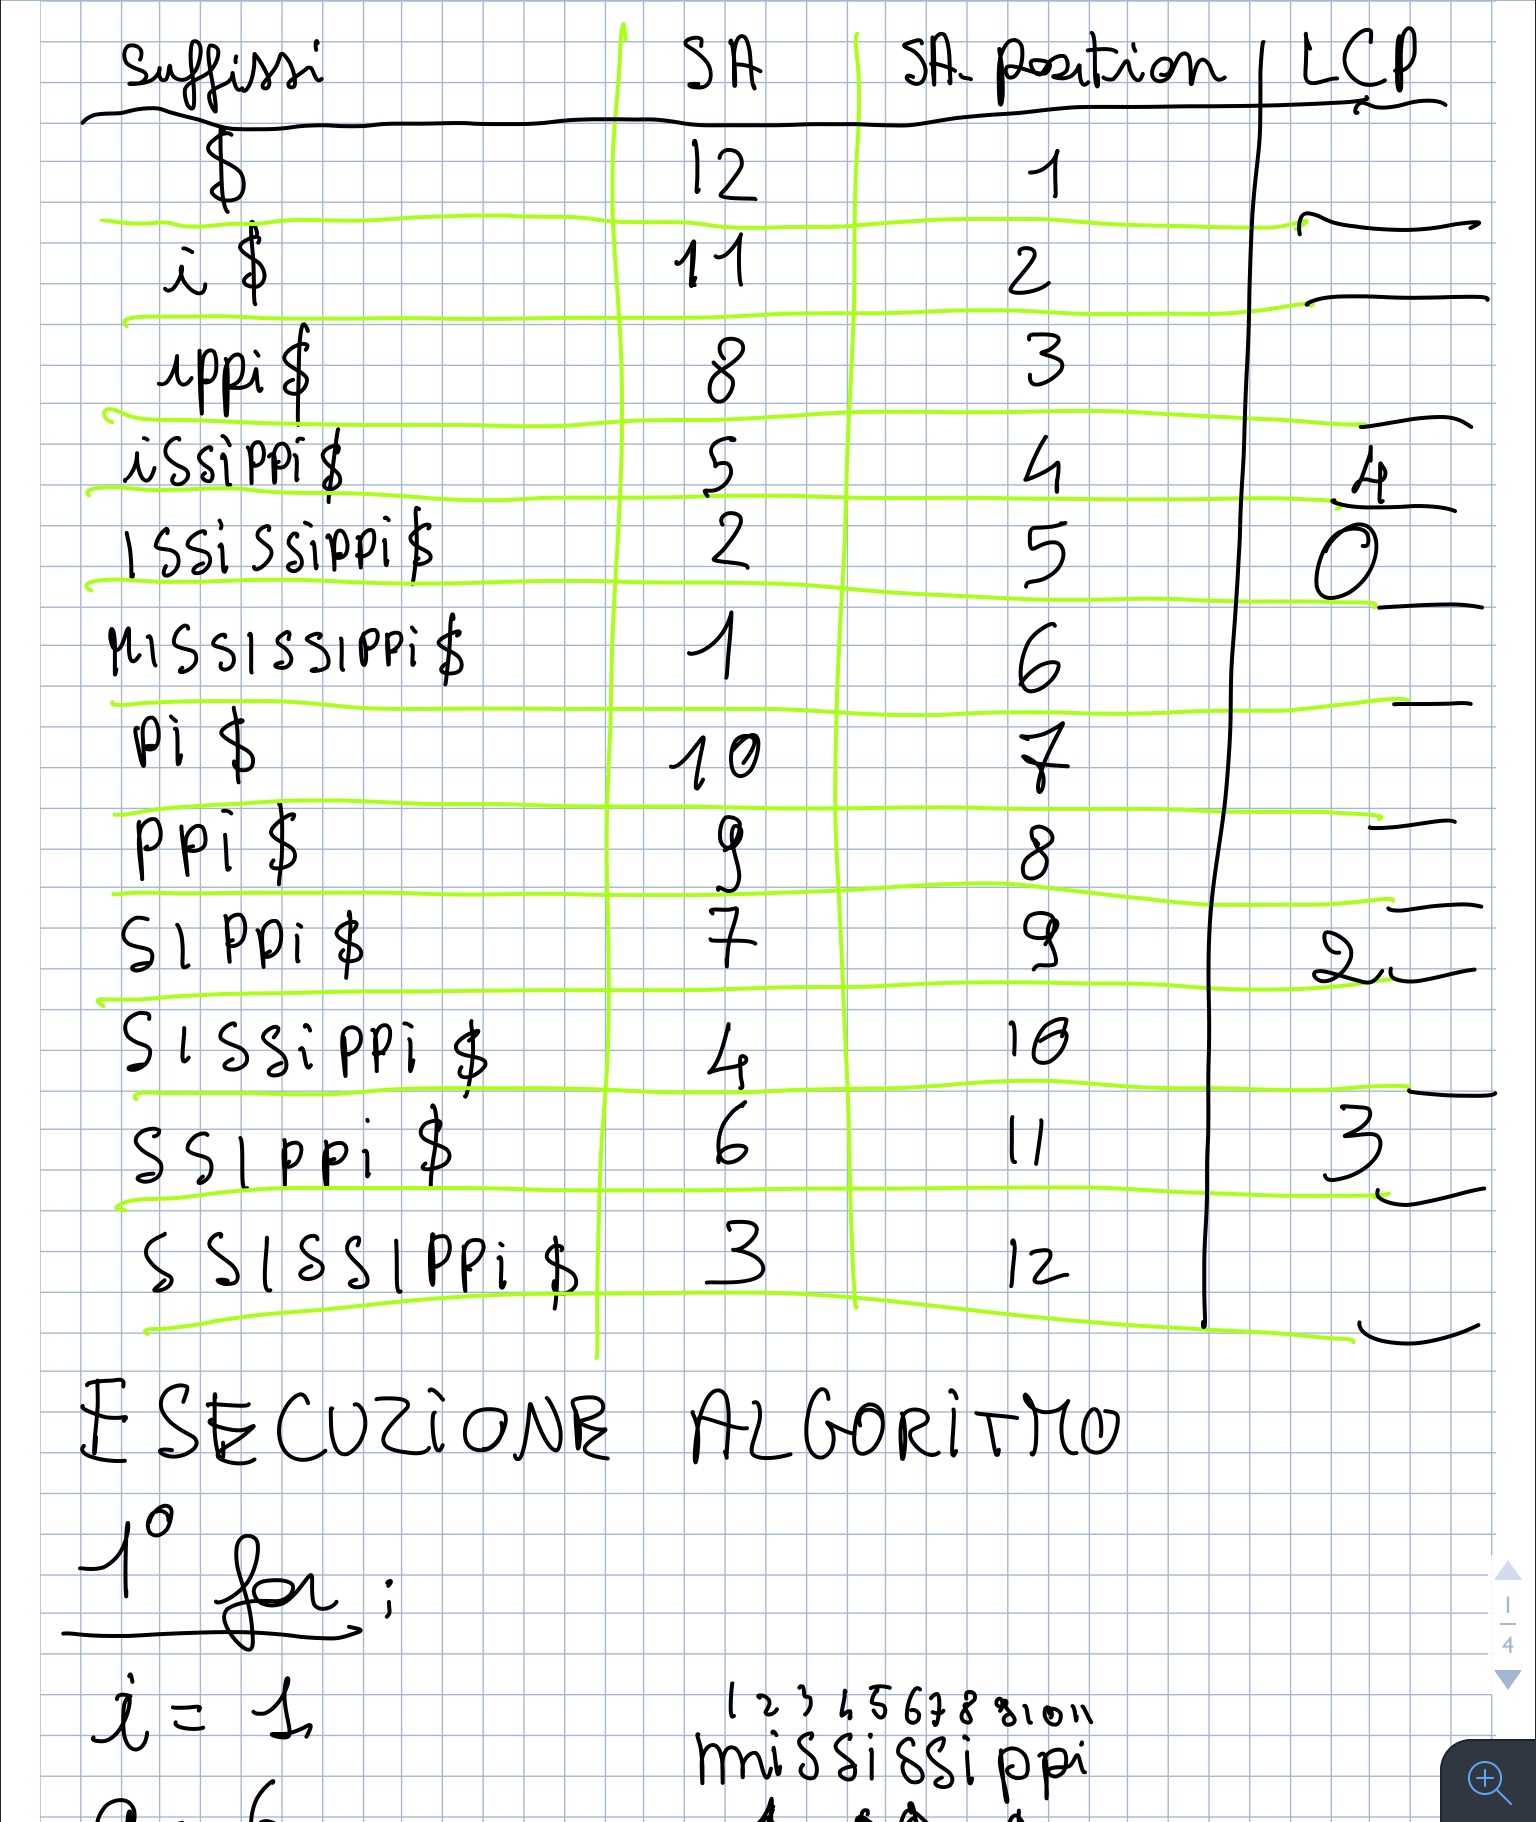 Suffissi SA SA-position LCP
$ 12 1
i $ 11 2
ippi $ 8 3
issippi $ 5 4 4
ISSiSSippi $ 2 5 0
MISSISSIPPi $ 1 6
Pi $ 10 7
PPi $ 9 8
SIPPi $ 7 9 2
SISSiPPi $ 4 10
SSIPPi $ 6 11 3
SSISSIPPi $ 3 12
ESECUZIONE ALGORITMO
1° for :
i = 1
1 2 3 4 5 6 7 8 9 10 11
mississippi
1
4